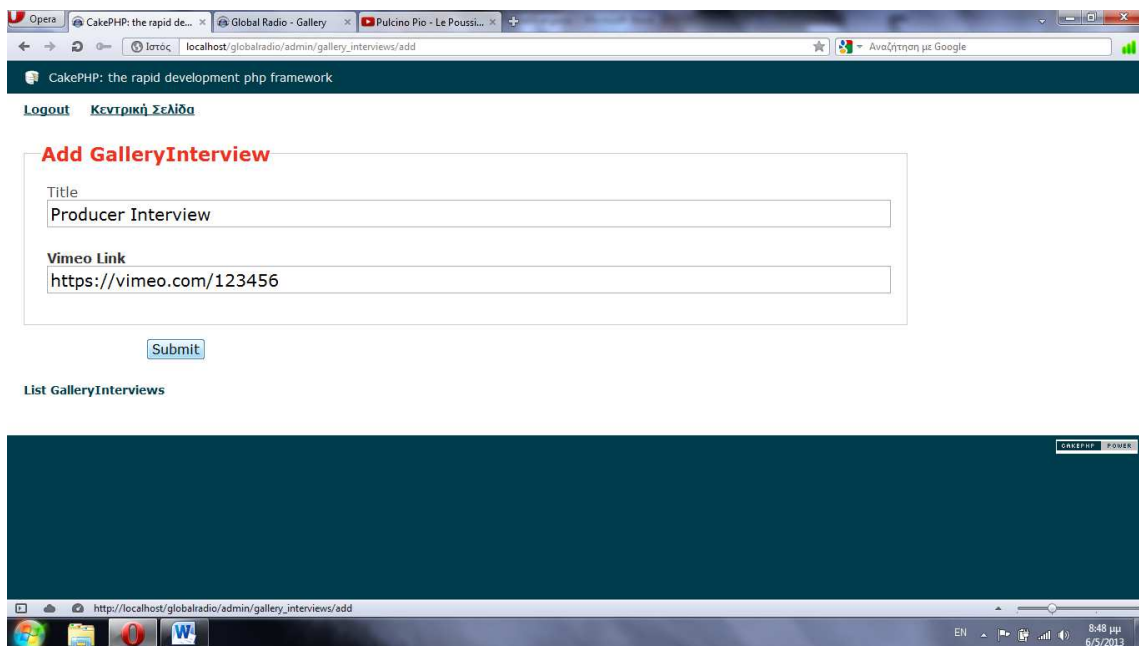 Opera
CakePHP: the rapid de...
Global Radio - Gallery
Pulcino Pio - Le Poussi...
Ιστός
localhost/globalradio/admin/gallery_interviews/add
Αναζήτηση με Google
CakePHP: the rapid development php framework
Logout Κεντρική Σελίδα
Add GalleryInterview
Title
Producer Interview
Vimeo Link
https://vimeo.com/123456
Submit
List GalleryInterviews
CAKEPHP POWER
http://localhost/globalradio/admin/gallery_interviews/add
EN
8:48 μμ
6/5/2013